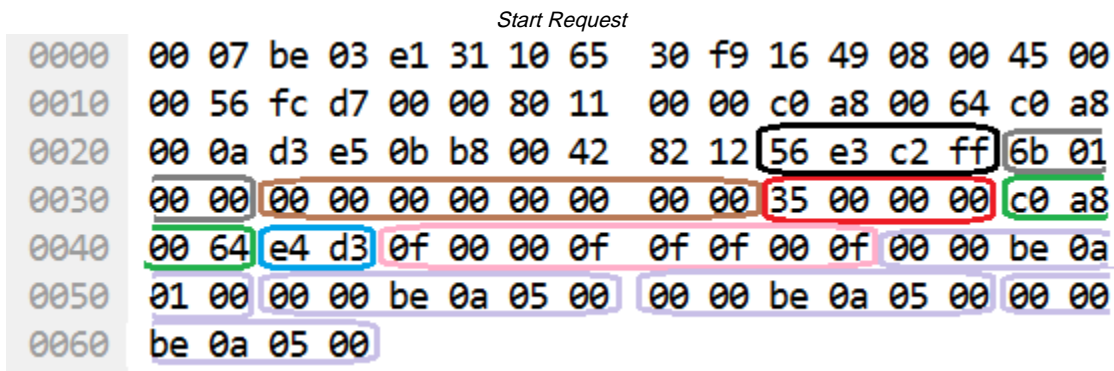 Start Request
0000 00 07 be 03 e1 31 10 65 30 f9 16 49 08 00 45 00
0010 00 56 fc d7 00 00 80 11 00 00 c0 a8 00 64 c0 a8
0020 00 0a d3 e5 0b b8 00 42 82 12 56 e3 c2 ff 6b 01
0030 00 00 00 00 00 00 00 00 00 00 35 00 00 00 c0 a8
0040 00 64 e4 d3 0f 00 00 0f 0f 0f 00 0f 00 00 be 0a
0050 01 00 00 00 be 0a 05 00 00 00 be 0a 05 00 00 00
0060 be 0a 05 00